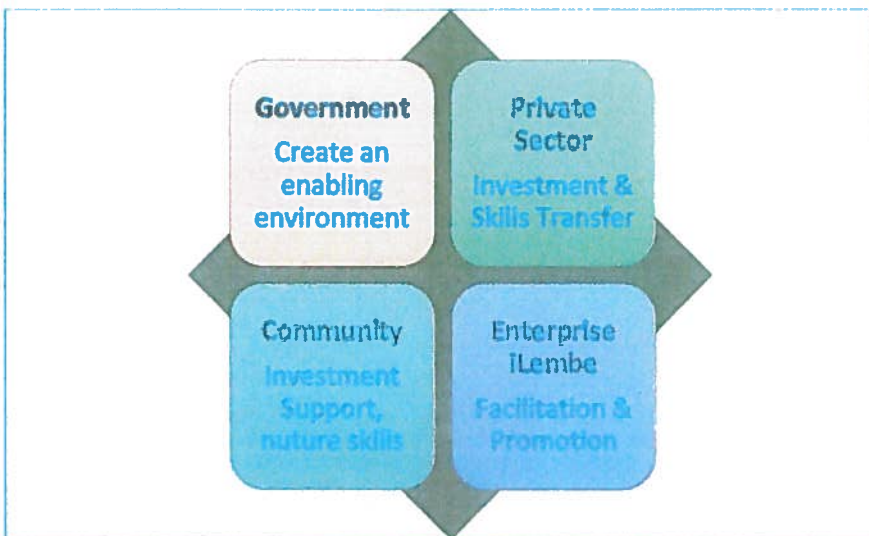 Government
Create an
enabling
environment
Private
Sector
Investment &
Skills Transfer
Community
Investment
Support,
nuture skills
Enterprise
iLembe
Facilitation &
Promotion